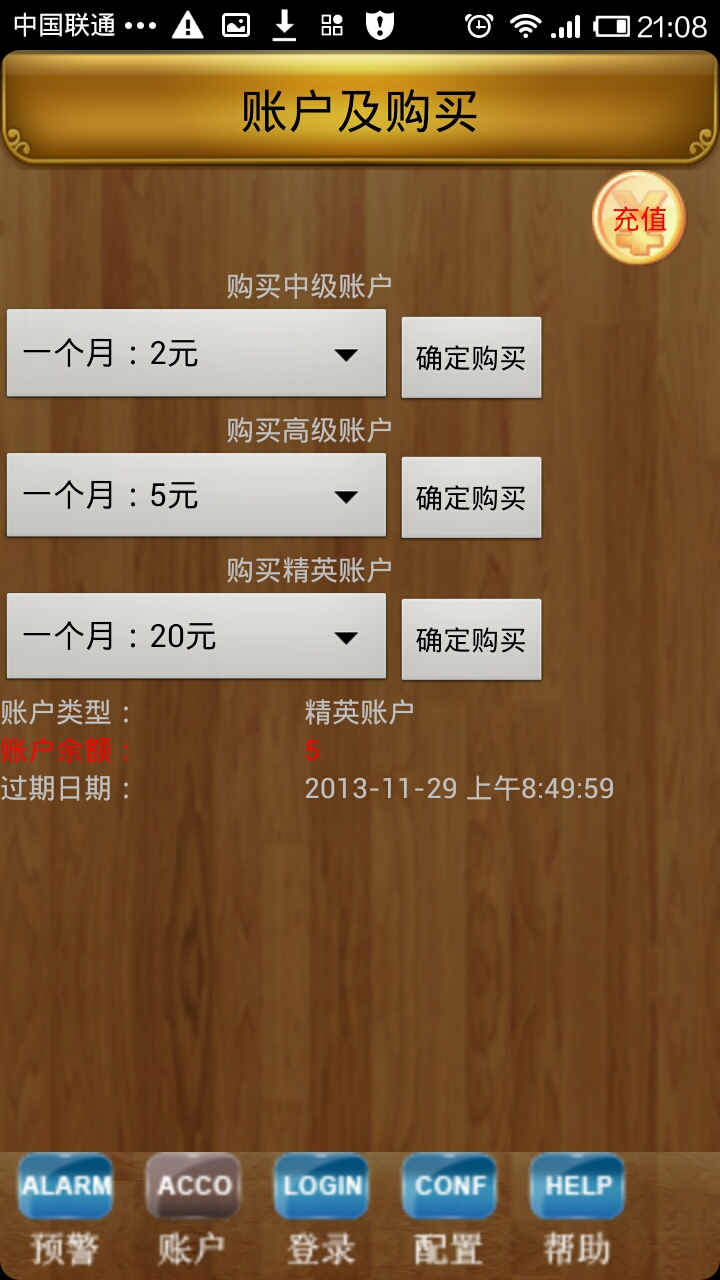 中国联通 ••• 21:08
账户及购买
充值
购买中级账户
一个月：2元 确定购买
购买高级账户
一个月：5元 确定购买
购买精英账户
一个月：20元 确定购买
账户类型： 精英账户
账户余额： 5
过期日期： 2013-11-29 上午8:49:59
ALARM ACCO LOGIN CONF HELP
预警 账户 登录 配置 帮助